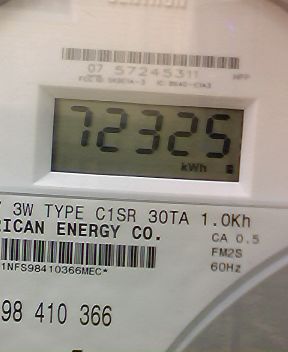 07 57245311
72325
kWh
3W TYPE C1SR 30TA 1.0Kh
RICAN ENERGY CO.
CA 0.5
FM2S
60Hz
1NFS98410366MEC*
98 410 366